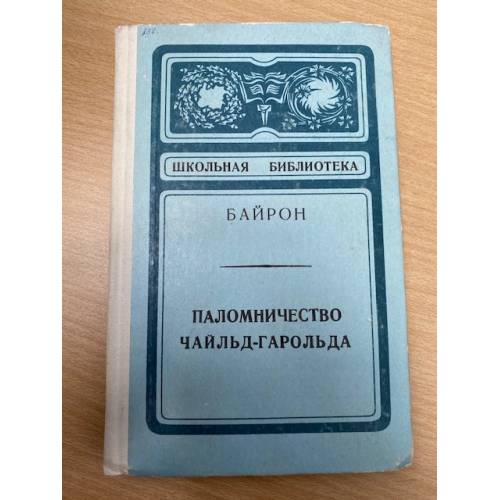 ШКОЛЬНАЯ БИБЛИОТЕКА
БАЙРОН
ПАЛОМНИЧЕСТВО
ЧАЙЛЬД-ГАРОЛЬДА